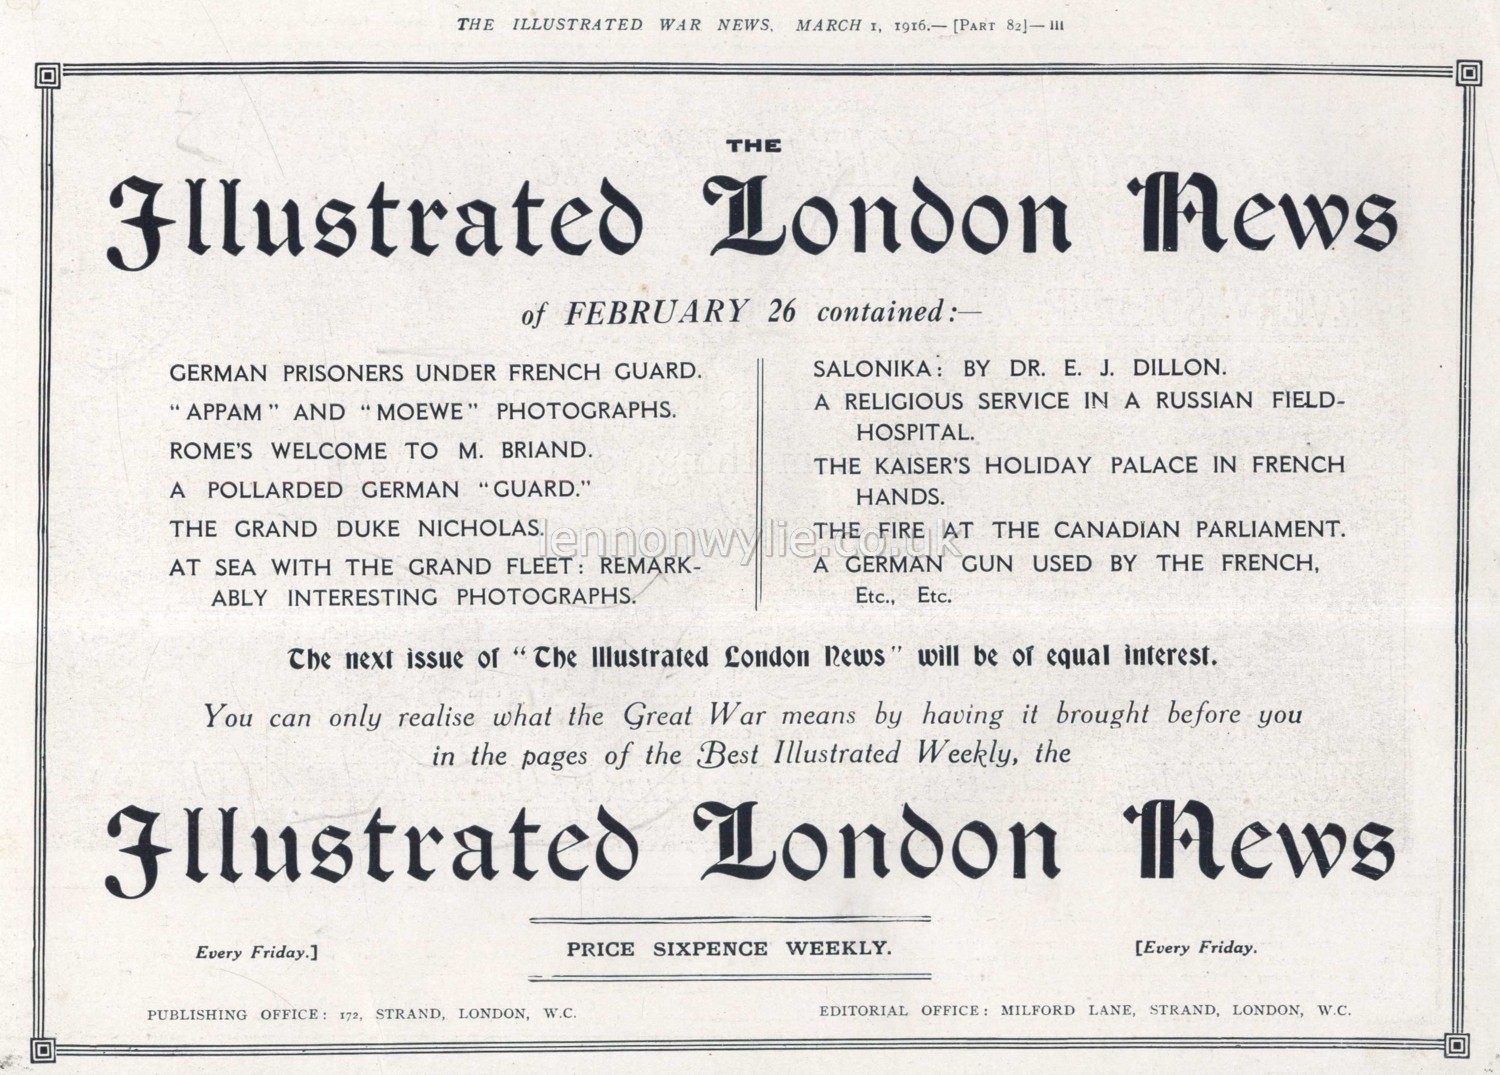 THE ILLUSTRATED WAR NEWS, MARCH 1, 1916.— [PART 82]— iii
THE
Illustrated London News
of FEBRUARY 26 contained:—
GERMAN PRISONERS UNDER FRENCH GUARD.
"APPAM" AND "MOEWE" PHOTOGRAPHS.
ROME'S WELCOME TO M. BRIAND.
A POLLARDED GERMAN "GUARD."
THE GRAND DUKE NICHOLAS.
AT SEA WITH THE GRAND FLEET: REMARK-
ABLY INTERESTING PHOTOGRAPHS.
SALONIKA: BY DR. E. J. DILLON.
A RELIGIOUS SERVICE IN A RUSSIAN FIELD-
HOSPITAL.
THE KAISER'S HOLIDAY PALACE IN FRENCH
HANDS.
THE FIRE AT THE CANADIAN PARLIAMENT.
A GERMAN GUN USED BY THE FRENCH,
Etc., Etc.
lennonwylie.co.uk
The next issue of "The Illustrated London News" will be of equal interest.
You can only realise what the Great War means by having it brought before you
in the pages of the Best Illustrated Weekly, the
Illustrated London News
Every Friday.]
PRICE SIXPENCE WEEKLY.
[Every Friday.
PUBLISHING OFFICE: 172, STRAND, LONDON, W.C.
EDITORIAL OFFICE: MILFORD LANE, STRAND, LONDON, W.C.